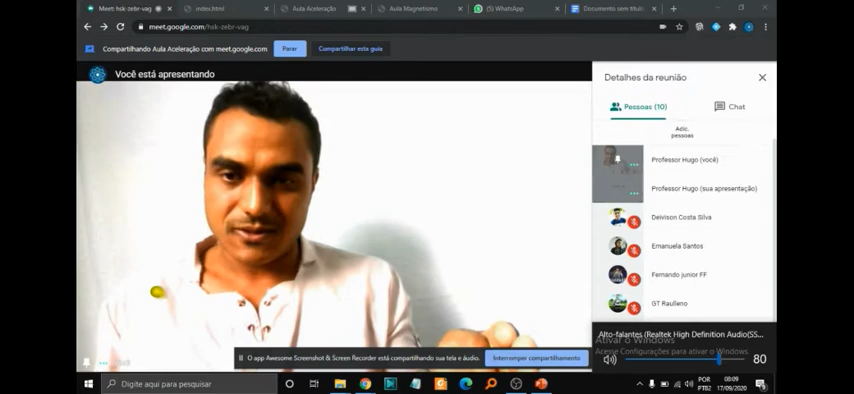 Meet: hsk-zebr-vag
index.html
Aula Aceleração
Aula Magnetismo
(5) WhatsApp
Documento sem título
meet.google.com/hsk-zebr-vag
Compartilhando Aula Aceleração com meet.google.com
Parar
Compartilhar esta guia
Você está apresentando
Detalhes da reunião
Pessoas (10)
Chat
Adic.
pessoas
Professor Hugo (você)
Professor Hugo (sua apresentação)
Deivison Costa Silva
Emanuela Santos
Fernando junior FF
GT Raulleno
Alto-falantes (Realtek High Definition Audio(SS...
Ativar o Windows
Acesse Configurações para ativar o Windows.
80
O app Awesome Screenshot & Screen Recorder está compartilhando sua tela e áudio.
Interromper compartilhamento
Digite aqui para pesquisar
POR
PTB2
08:09
17/09/2020